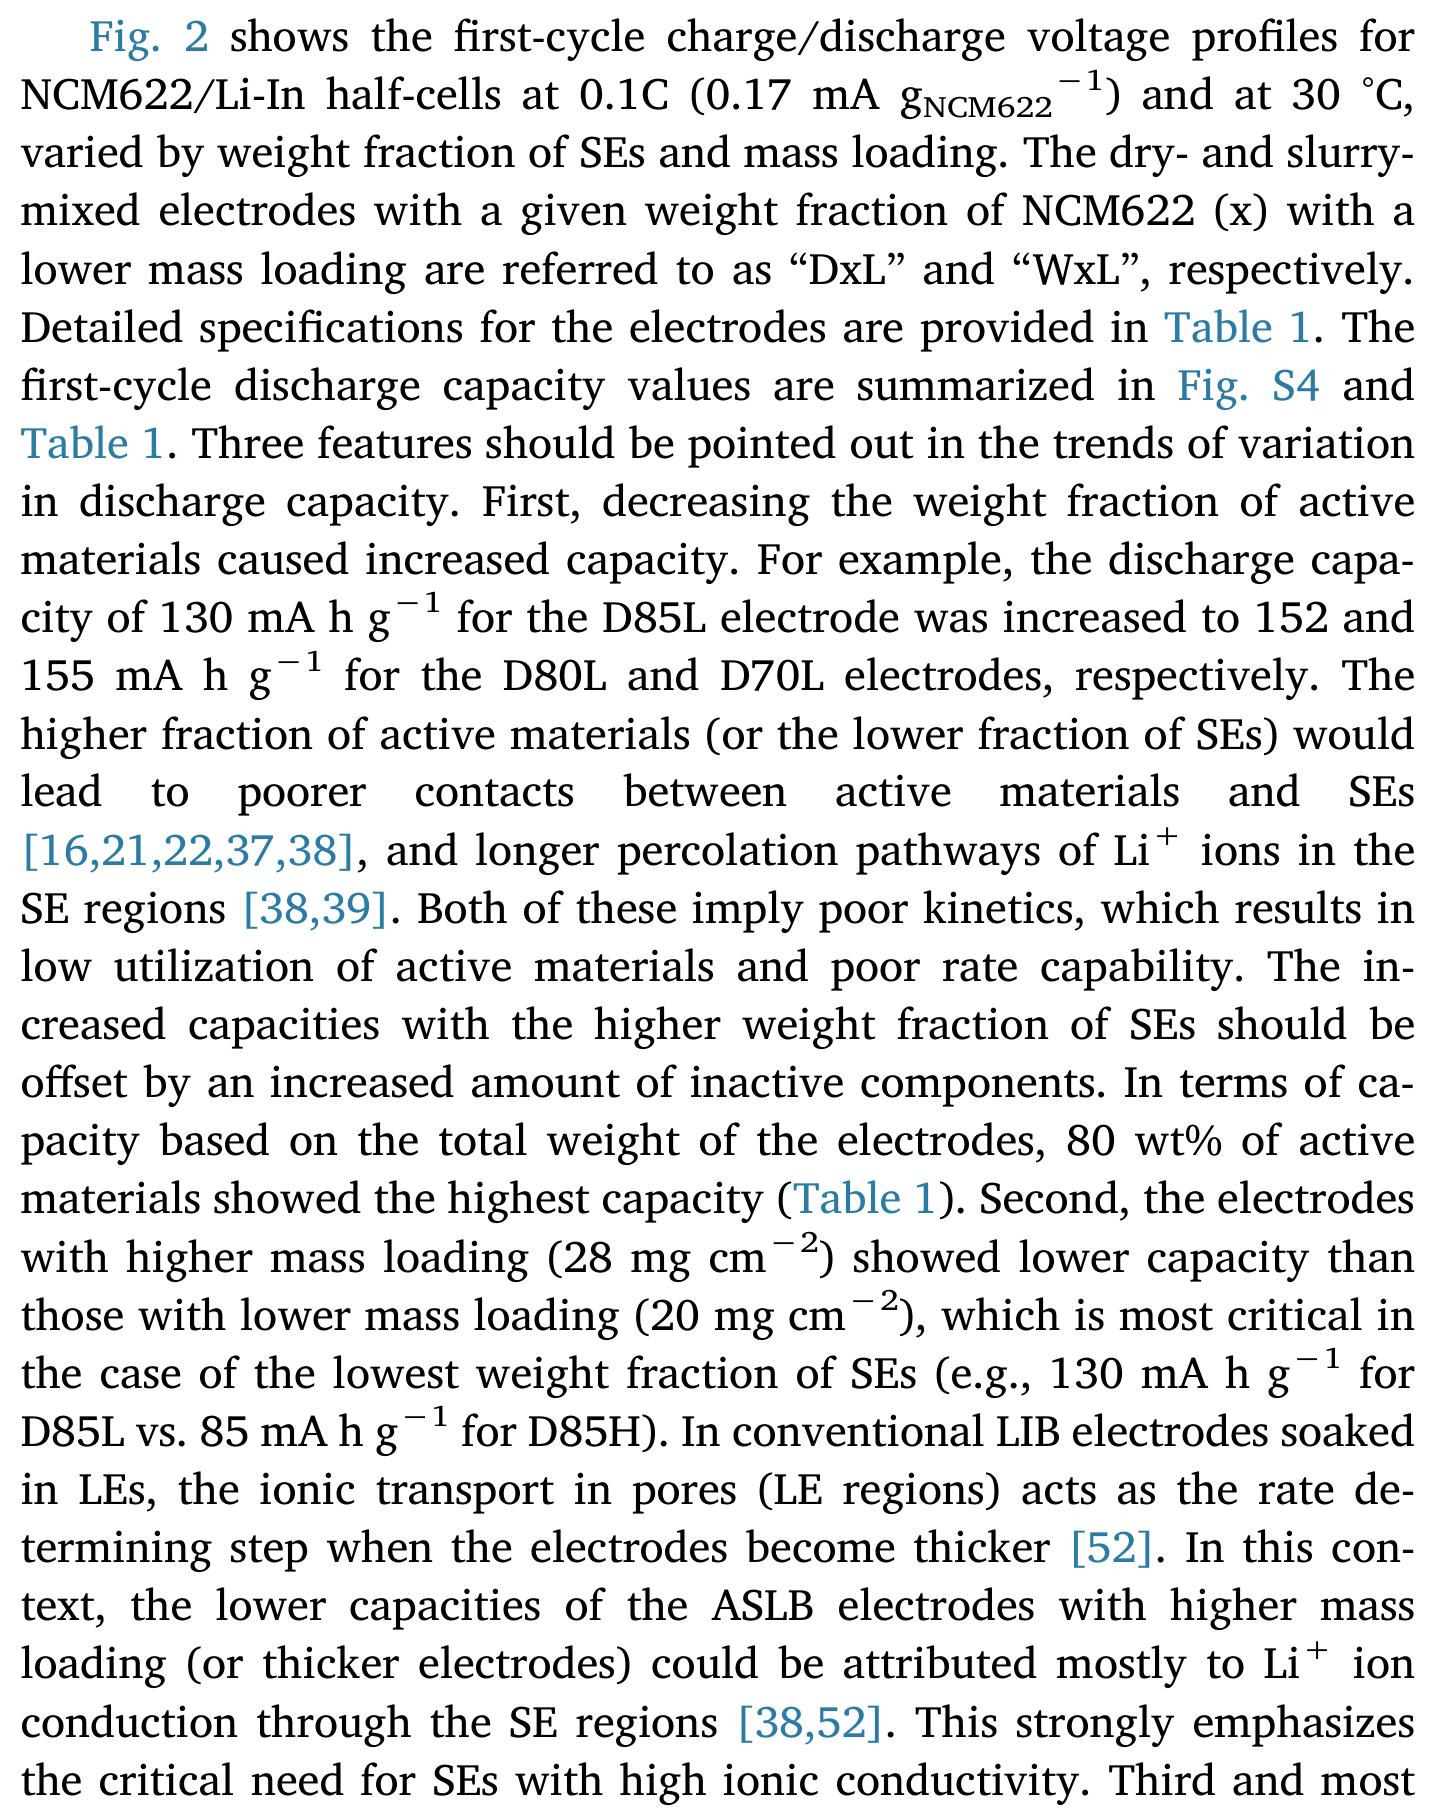 Fig. 2 shows the first-cycle charge/discharge voltage profiles for
NCM622/Li-In half-cells at 0.1C (0.17 mA gNCM622⁻¹) and at 30 °C,
varied by weight fraction of SEs and mass loading. The dry- and slurry-
mixed electrodes with a given weight fraction of NCM622 (x) with a
lower mass loading are referred to as “DxL” and “WxL”, respectively.
Detailed specifications for the electrodes are provided in Table 1. The
first-cycle discharge capacity values are summarized in Fig. S4 and
Table 1. Three features should be pointed out in the trends of variation
in discharge capacity. First, decreasing the weight fraction of active
materials caused increased capacity. For example, the discharge capa-
city of 130 mA h g⁻¹ for the D85L electrode was increased to 152 and
155 mA h g⁻¹ for the D80L and D70L electrodes, respectively. The
higher fraction of active materials (or the lower fraction of SEs) would
lead to poorer contacts between active materials and SEs
[16,21,22,37,38], and longer percolation pathways of Li⁺ ions in the
SE regions [38,39]. Both of these imply poor kinetics, which results in
low utilization of active materials and poor rate capability. The in-
creased capacities with the higher weight fraction of SEs should be
offset by an increased amount of inactive components. In terms of ca-
pacity based on the total weight of the electrodes, 80 wt% of active
materials showed the highest capacity (Table 1). Second, the electrodes
with higher mass loading (28 mg cm⁻²) showed lower capacity than
those with lower mass loading (20 mg cm⁻²), which is most critical in
the case of the lowest weight fraction of SEs (e.g., 130 mA h g⁻¹ for
D85L vs. 85 mA h g⁻¹ for D85H). In conventional LIB electrodes soaked
in LEs, the ionic transport in pores (LE regions) acts as the rate de-
termining step when the electrodes become thicker [52]. In this con-
text, the lower capacities of the ASLB electrodes with higher mass
loading (or thicker electrodes) could be attributed mostly to Li⁺ ion
conduction through the SE regions [38,52]. This strongly emphasizes
the critical need for SEs with high ionic conductivity. Third and most